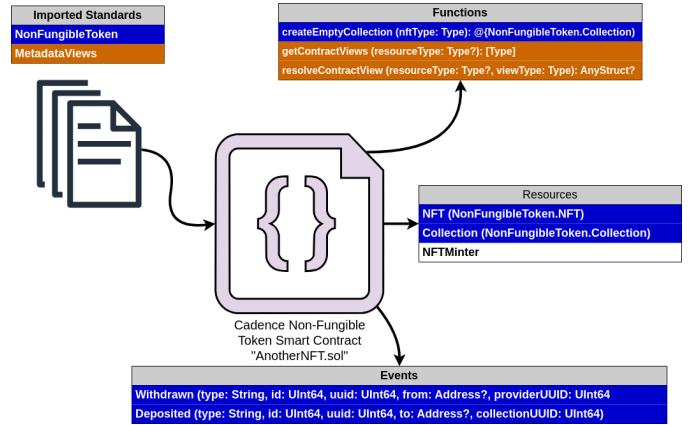 Imported Standards
NonFungibleToken
MetadataViews
Functions
createEmptyCollection (nftType: Type): @{NonFungibleToken.Collection)
getContractViews (resourceType: Type?): [Type]
resolveContractView (resourceType: Type?, viewType: Type): AnyStruct?
{ }
Resources
NFT (NonFungibleToken.NFT)
Collection (NonFungibleToken.Collection)
NFTMinter
Cadence Non-Fungible
Token Smart Contract
"AnotherNFT.sol"
Events
Withdrawn (type: String, id: UInt64, uuid: UInt64, from: Address?, providerUUID: UInt64
Deposited (type: String, id: UInt64, uuid: UInt64, to: Address?, collectionUUID: UInt64)